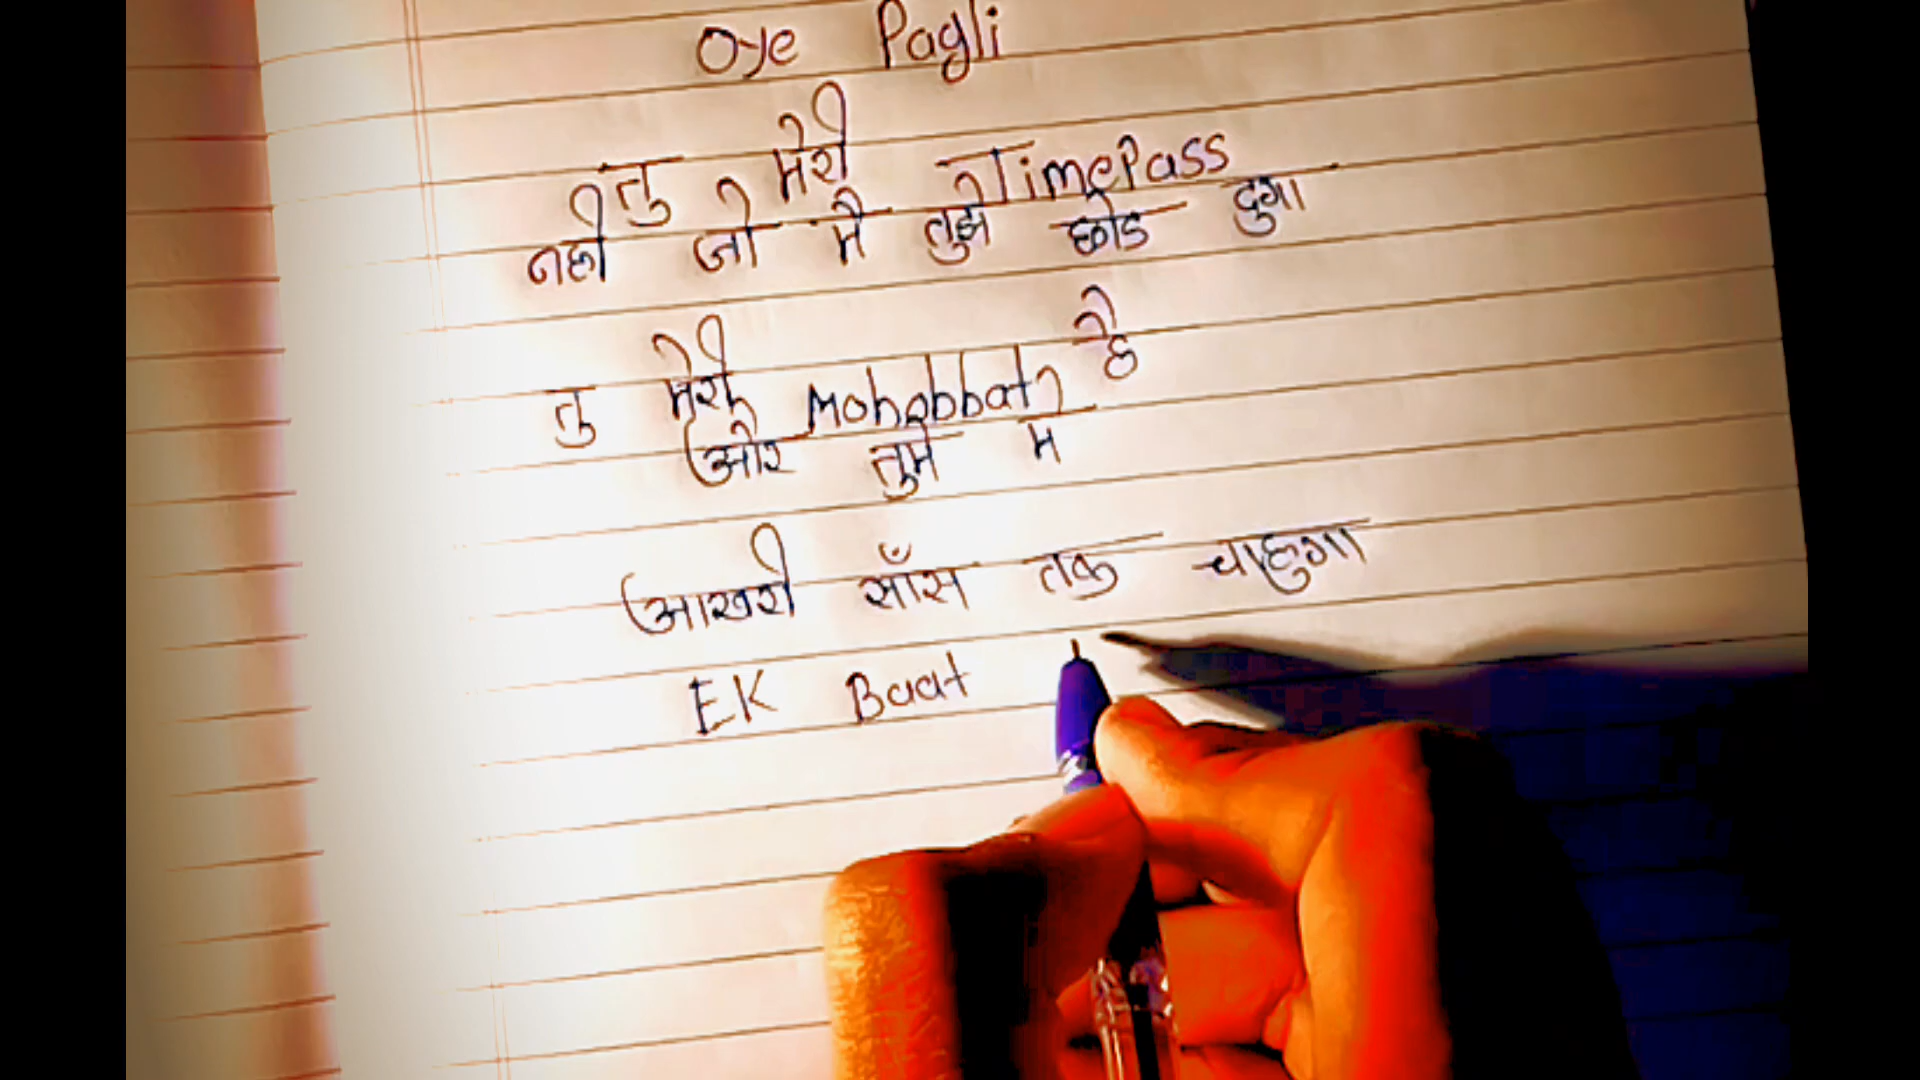 Oye Pagli
तु मेरी TimePass
नही जो मै तुझे छोड दुगा
तु मेरी Mohabbat है
और तुमे म
आखरी साँस तक चाहुगा
EK Baat